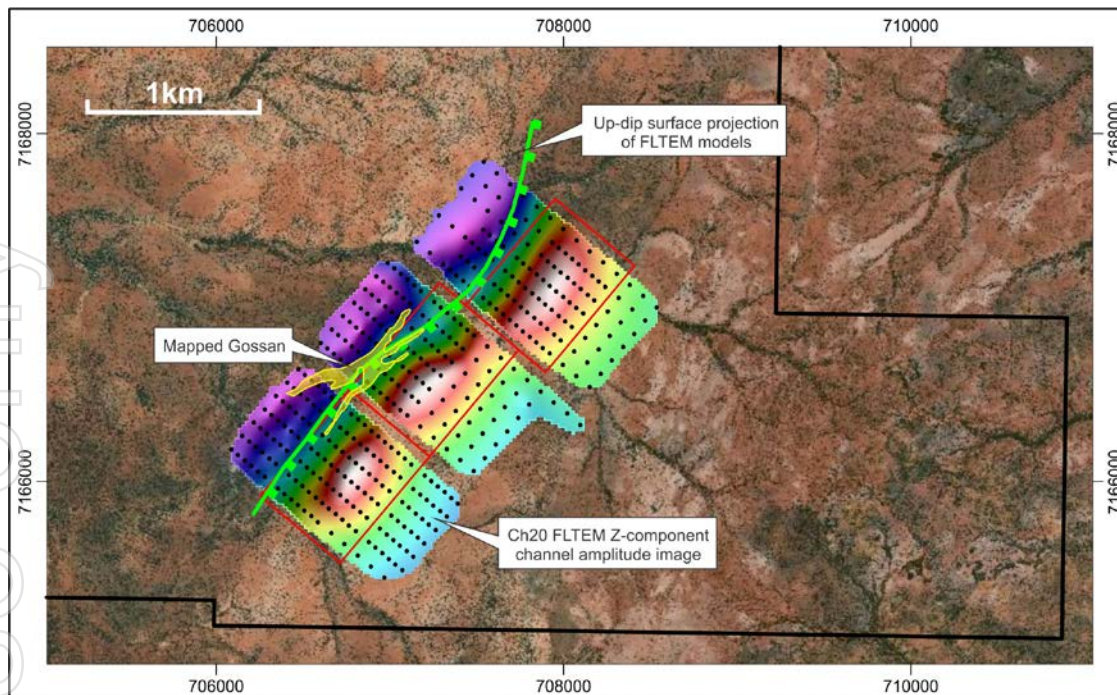 706000
708000
710000
1km
Up-dip surface projection
of FLTEM models
7168000
7168000
Mapped Gossan
7166000
7166000
Ch20 FLTEM Z-component
channel amplitude image
706000
708000
710000